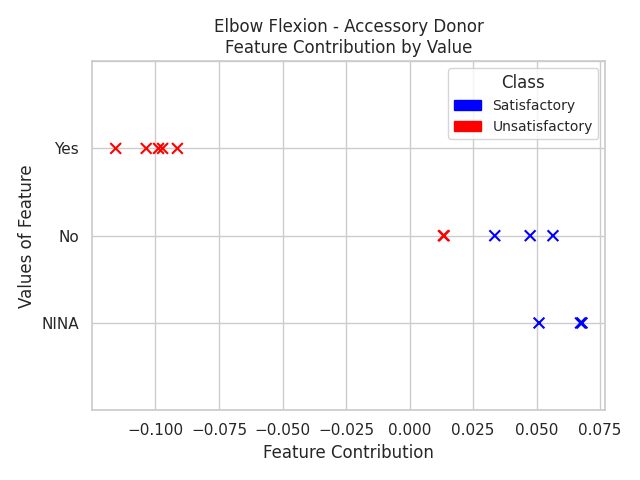 Elbow Flexion - Accessory Donor
Feature Contribution by Value
Class
Satisfactory
Unsatisfactory
Values of Feature
Yes
No
NINA
−0.100 −0.075 −0.050 −0.025 0.000 0.025 0.050 0.075
Feature Contribution